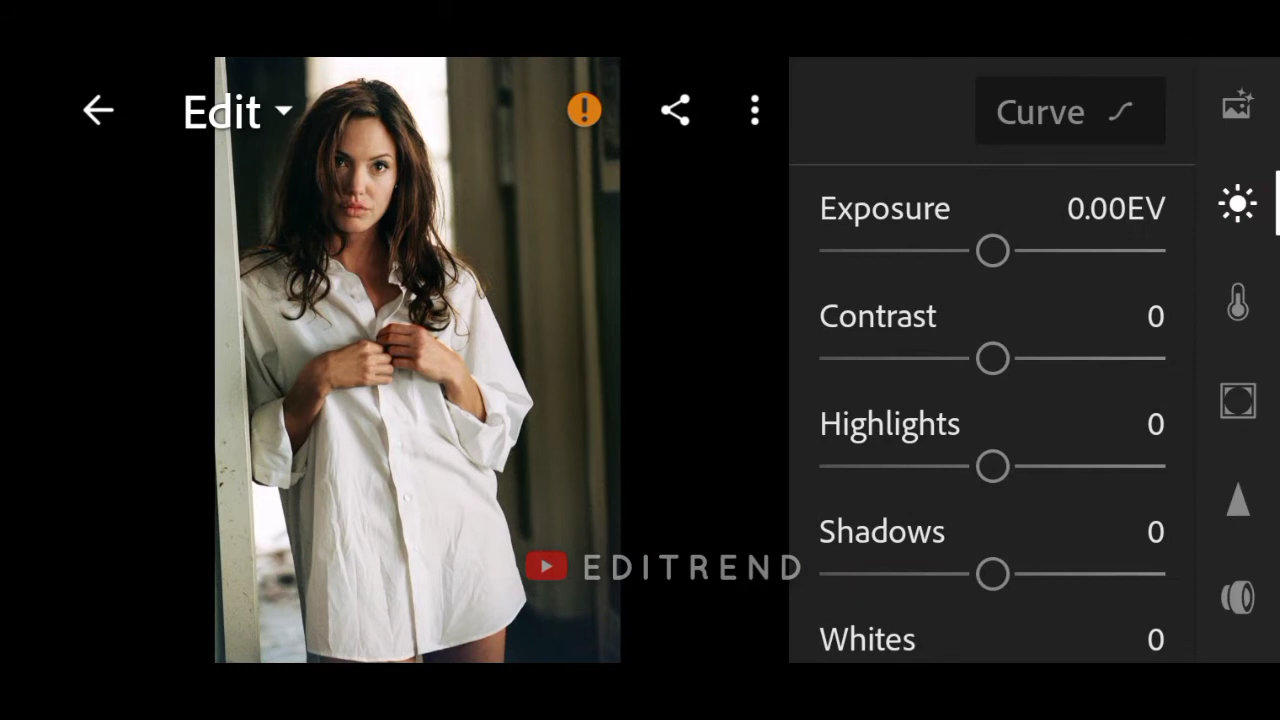 Edit
Curve
Exposure 0.00EV
Contrast 0
Highlights 0
Shadows 0
EDITREND
Whites 0